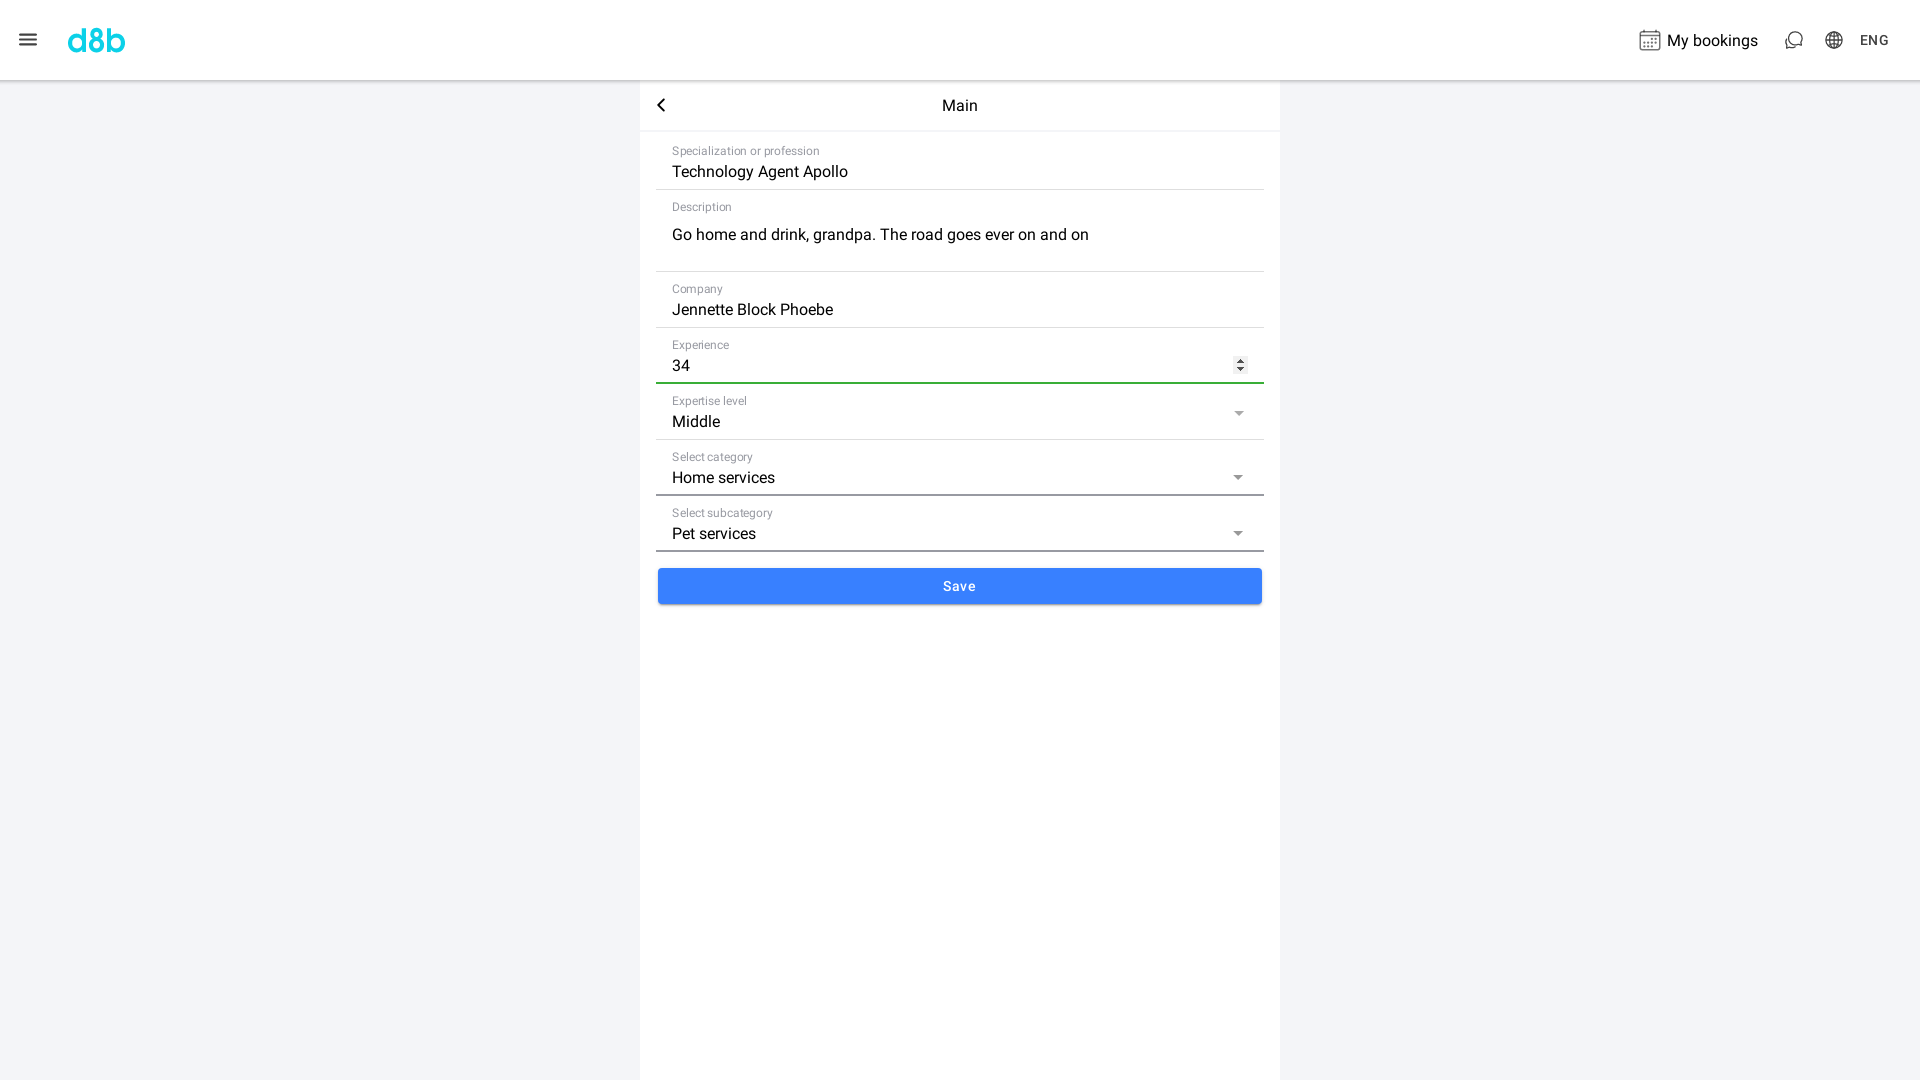 d8b
My bookings
ENG
Main
Specialization or profession
Technology Agent Apollo
Description
Go home and drink, grandpa. The road goes ever on and on
Company
Jennette Block Phoebe
Experience
34
Expertise level
Middle
Select category
Home services
Select subcategory
Pet services
Save